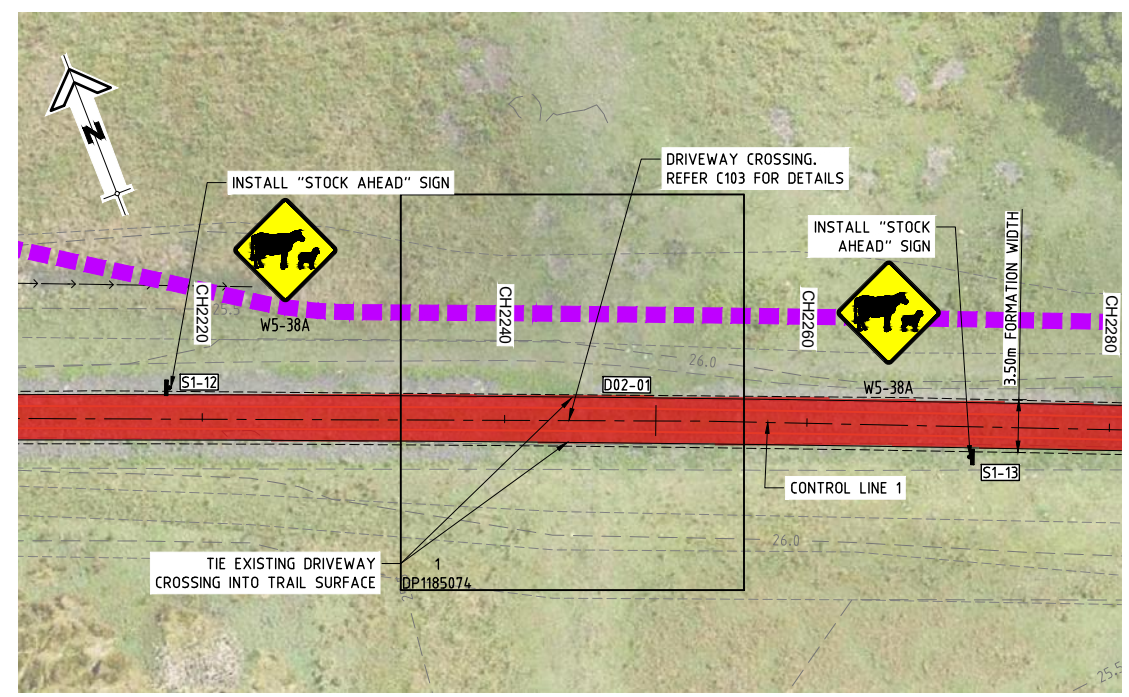 N
INSTALL "STOCK AHEAD" SIGN
DRIVEWAY CROSSING.
REFER C103 FOR DETAILS
INSTALL "STOCK
AHEAD" SIGN
3.50m FORMATION WIDTH
CH2220
25.5
W5-38A
CH2240
CH2260
CH2280
26.0
W5-38A
S1-12
D02-01
S1-13
CONTROL LINE 1
26.0
TIE EXISTING DRIVEWAY
CROSSING INTO TRAIL SURFACE
1
DP1185074
25.5